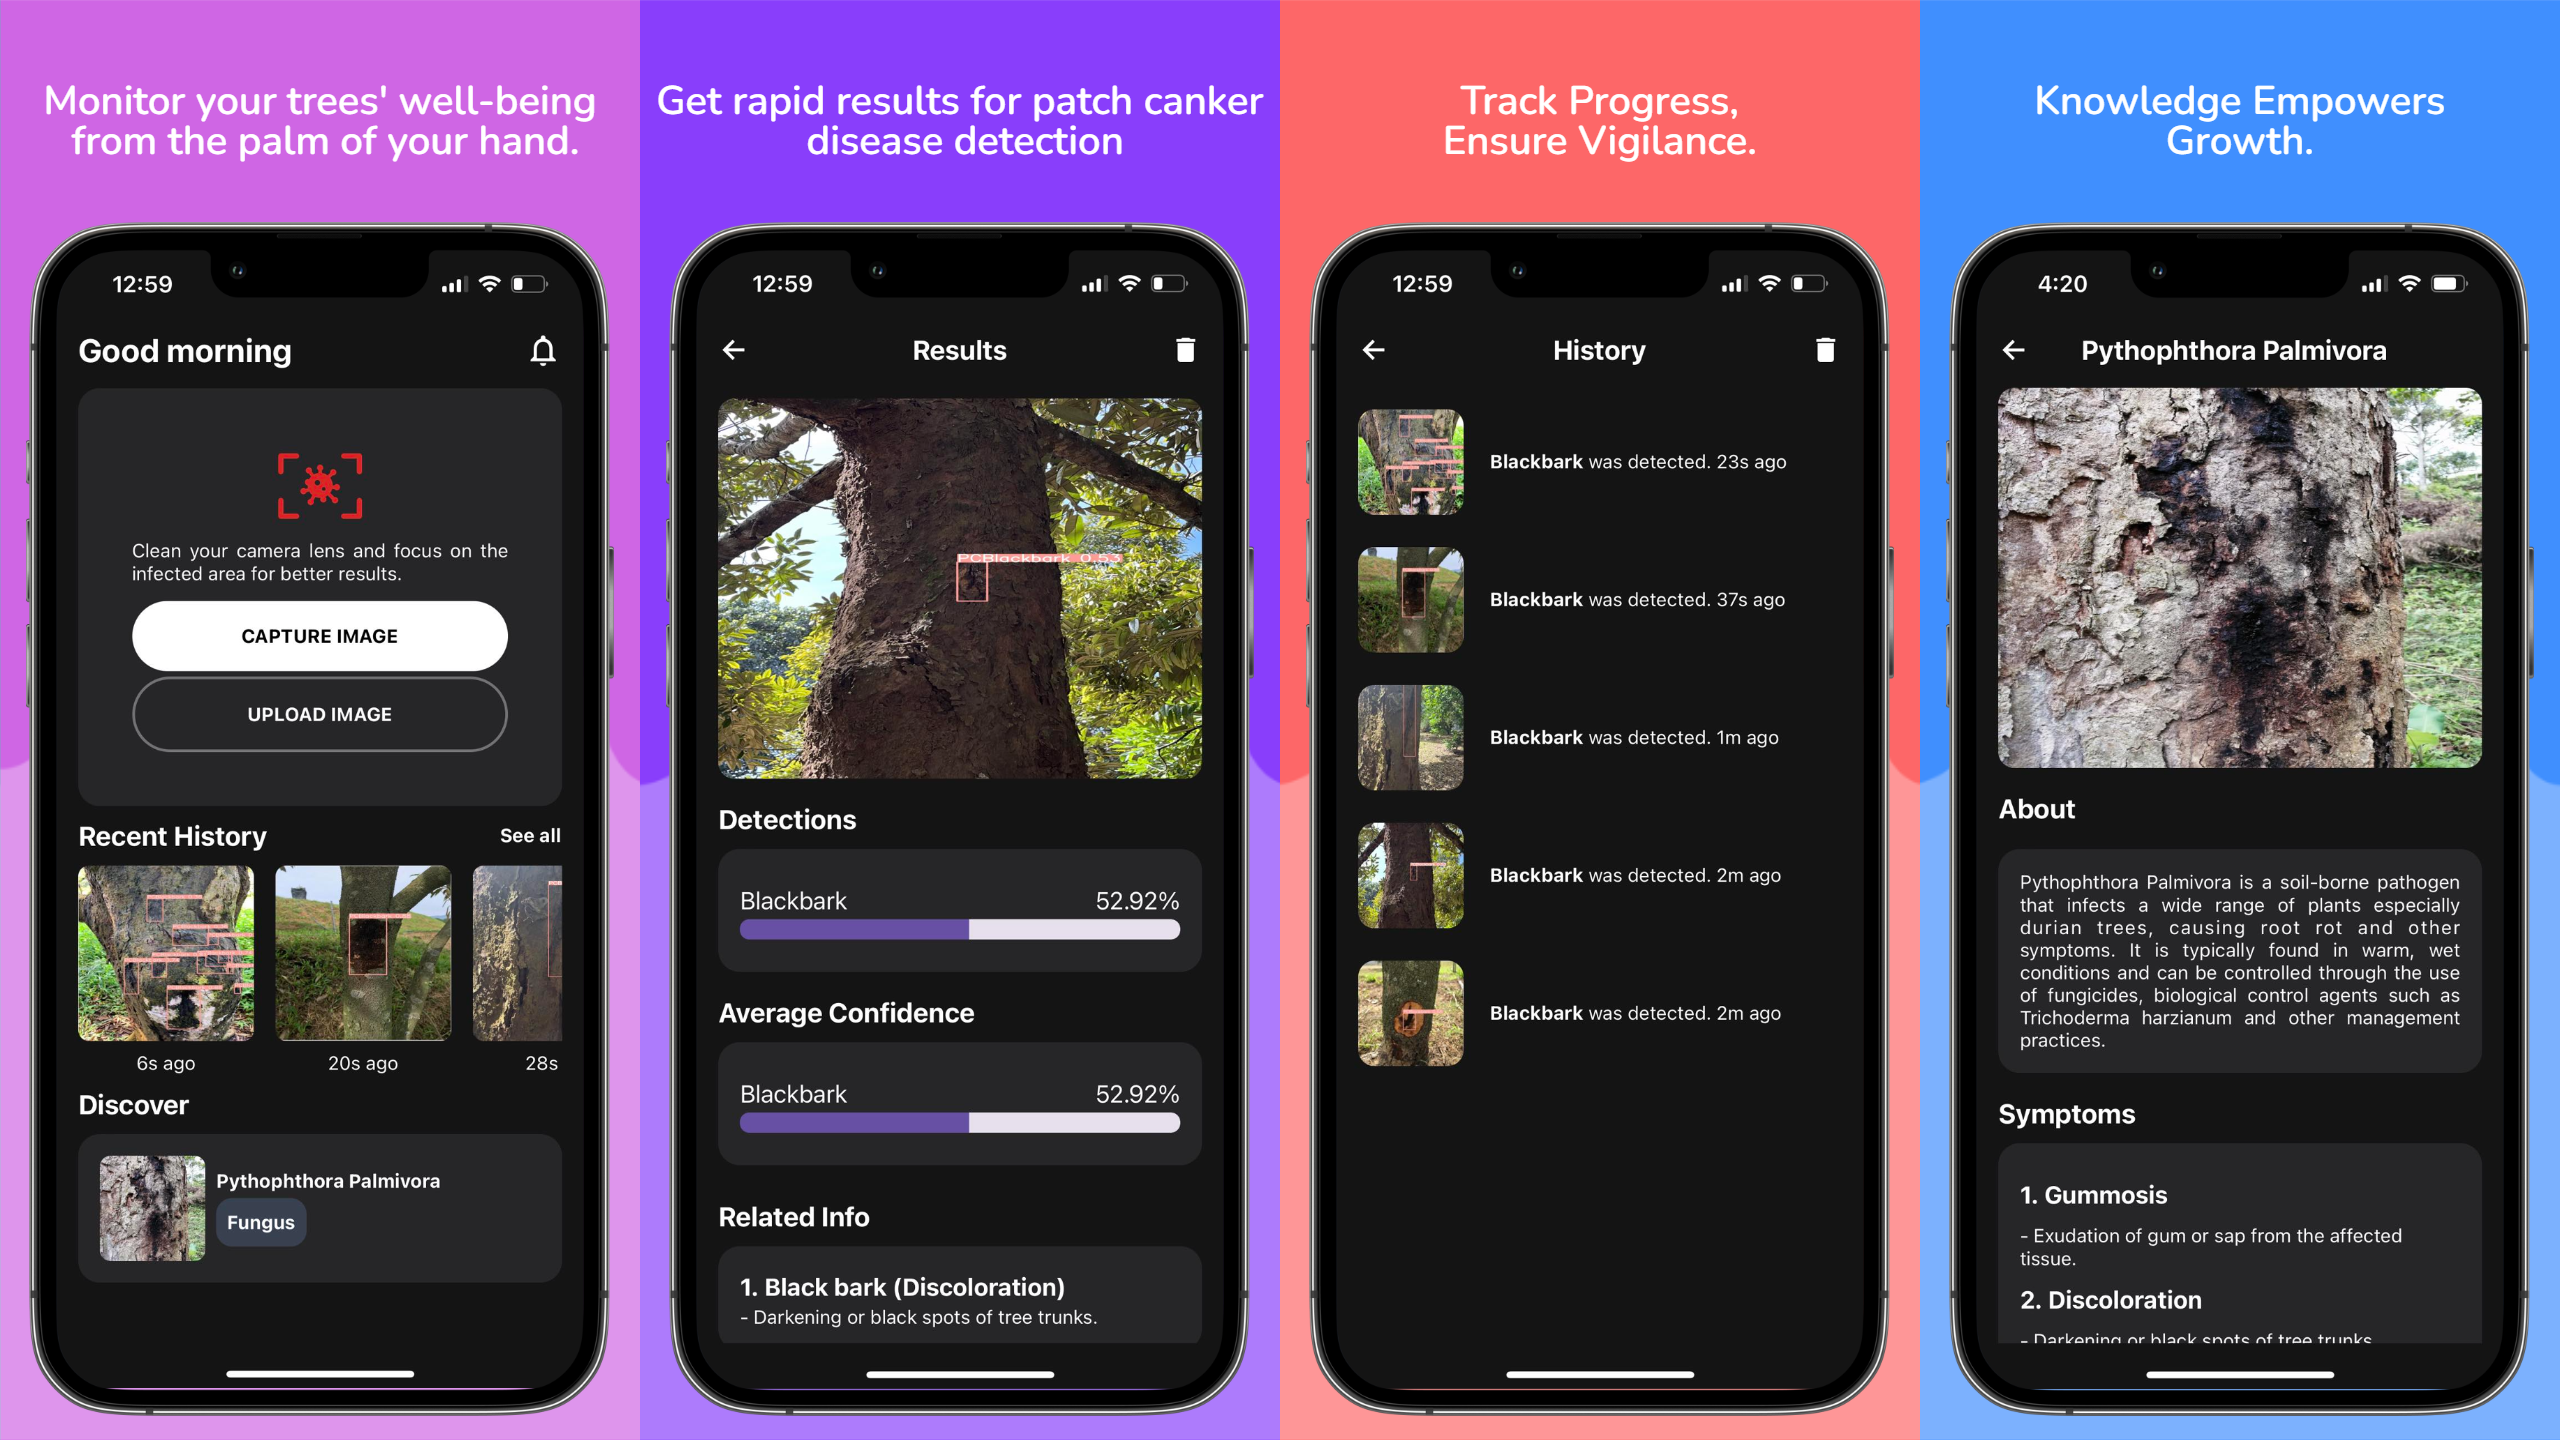 Monitor your trees' well-being
from the palm of your hand.
12:59
Good morning
Clean your camera lens and focus on the
infected area for better results.
CAPTURE IMAGE
UPLOAD IMAGE
Recent History
See all
6s ago
20s ago
28s
Discover
Pythophthora Palmivora
Fungus
Get rapid results for patch canker
disease detection
12:59
Results
PCBlackbark 0.53
Detections
Blackbark 52.92%
Average Confidence
Blackbark 52.92%
Related Info
1. Black bark (Discoloration)
- Darkening or black spots of tree trunks.
Track Progress,
Ensure Vigilance.
12:59
History
Blackbark was detected. 23s ago
Blackbark was detected. 37s ago
Blackbark was detected. 1m ago
Blackbark was detected. 2m ago
Blackbark was detected. 2m ago
Knowledge Empowers
Growth.
4:20
Pythophthora Palmivora
About
Pythophthora Palmivora is a soil-borne pathogen
that infects a wide range of plants especially
durian trees, causing root rot and other
symptoms. It is typically found in warm, wet
conditions and can be controlled through the use
of fungicides, biological control agents such as
Trichoderma harzianum and other management
practices.
Symptoms
1. Gummosis
- Exudation of gum or sap from the affected
tissue.
2. Discoloration
- Darkening or black spots of tree trunks